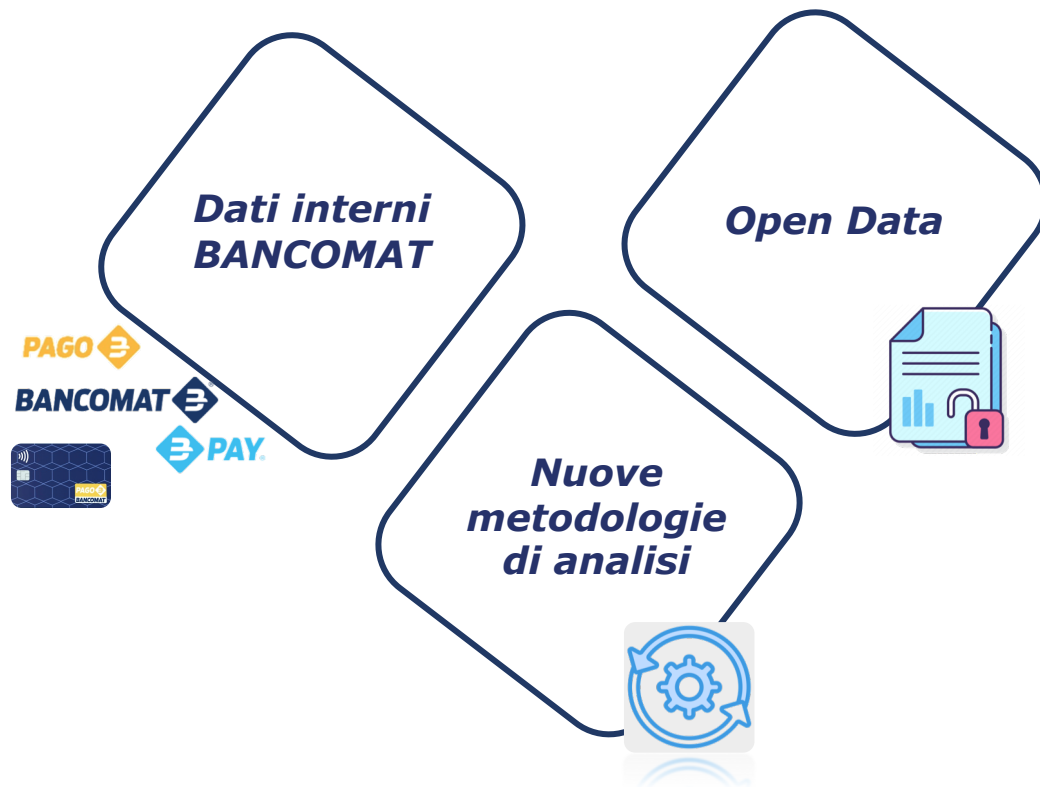 Dati interni
BANCOMAT
Open Data
PAGO
BANCOMAT
PAY
PAGO
BANCOMAT
Nuove
metodologie
di analisi